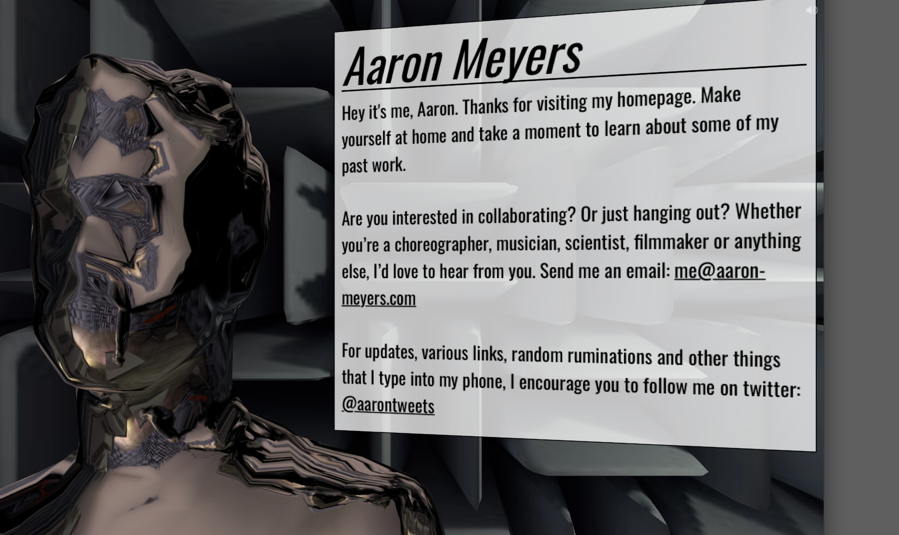 Aaron Meyers
Hey it's me, Aaron. Thanks for visiting my homepage. Make
yourself at home and take a moment to learn about some of my
past work.
Are you interested in collaborating? Or just hanging out? Whether
you're a choreographer, musician, scientist, filmmaker or anything
else, I'd love to hear from you. Send me an email: me@aaron-
meyers.com
For updates, various links, random ruminations and other things
that I type into my phone, I encourage you to follow me on twitter:
@aarontweets